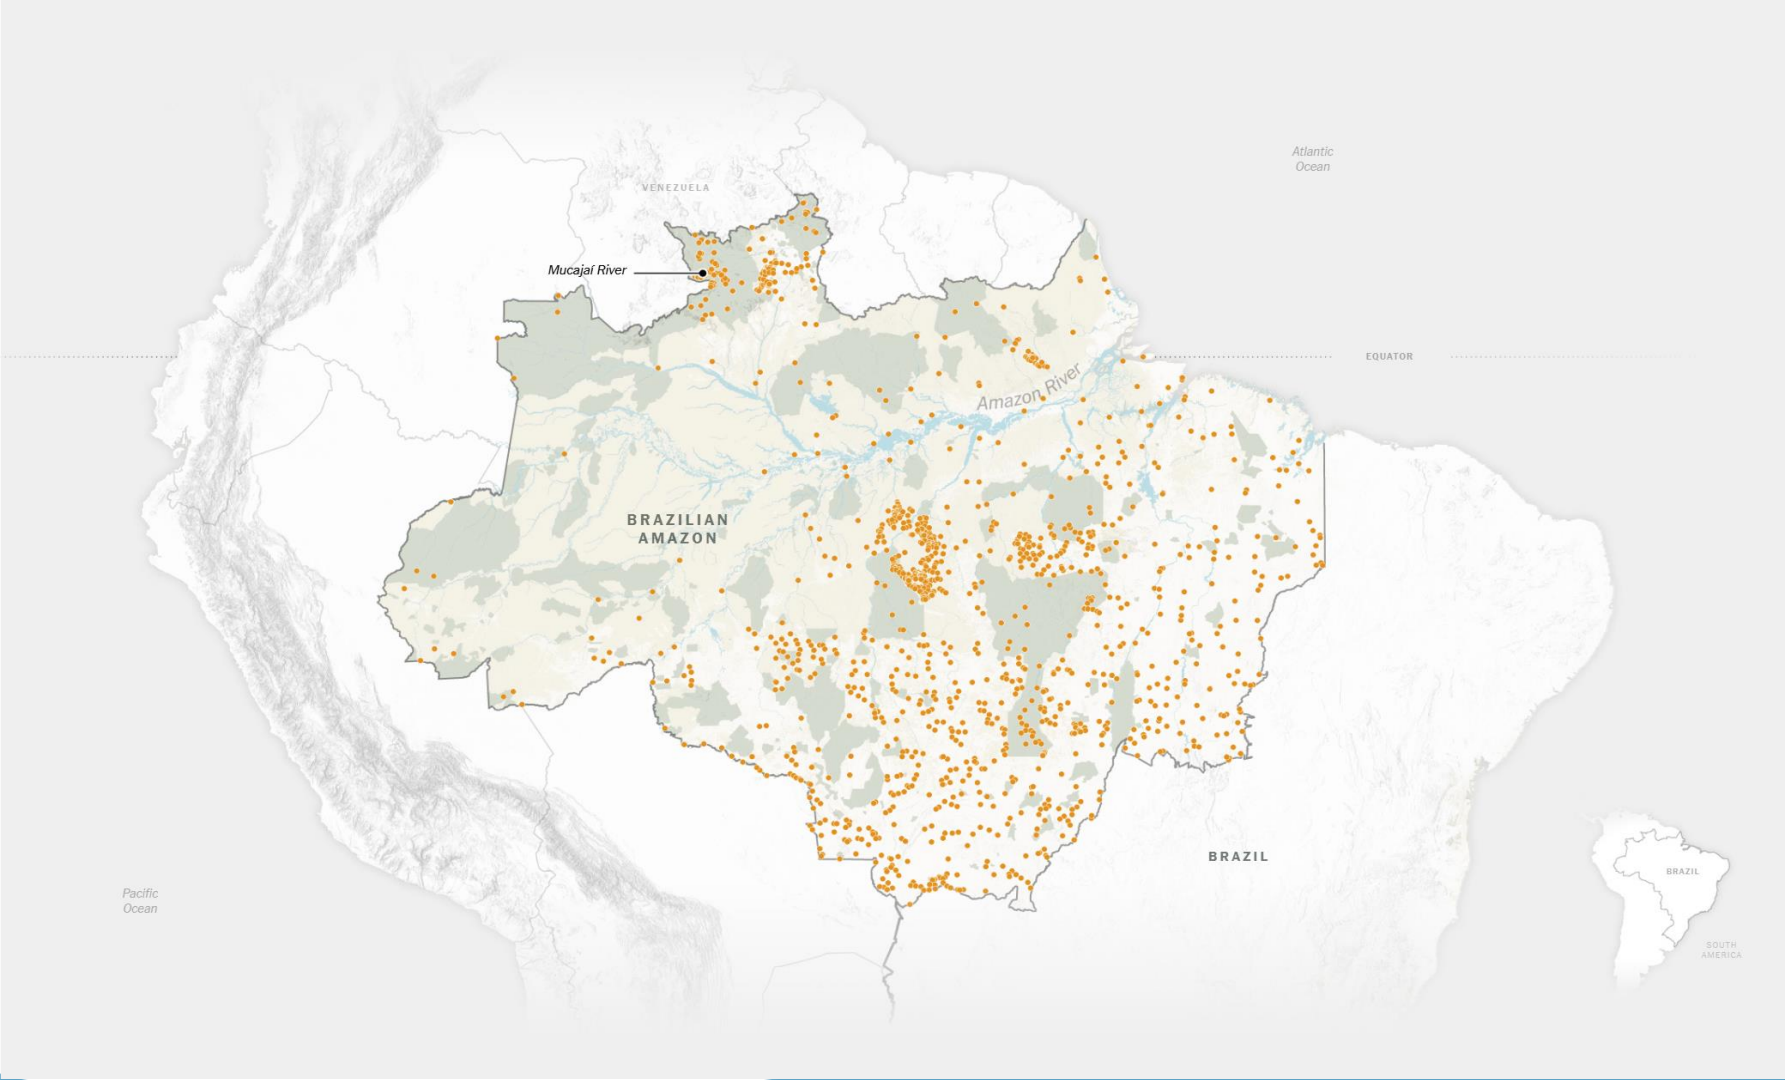 Atlantic
Ocean
VENEZUELA
Mucajaí River
EQUATOR
Amazon River
BRAZILIAN
AMAZON
BRAZIL
BRAZIL
Pacific
Ocean
SOUTH
AMERICA